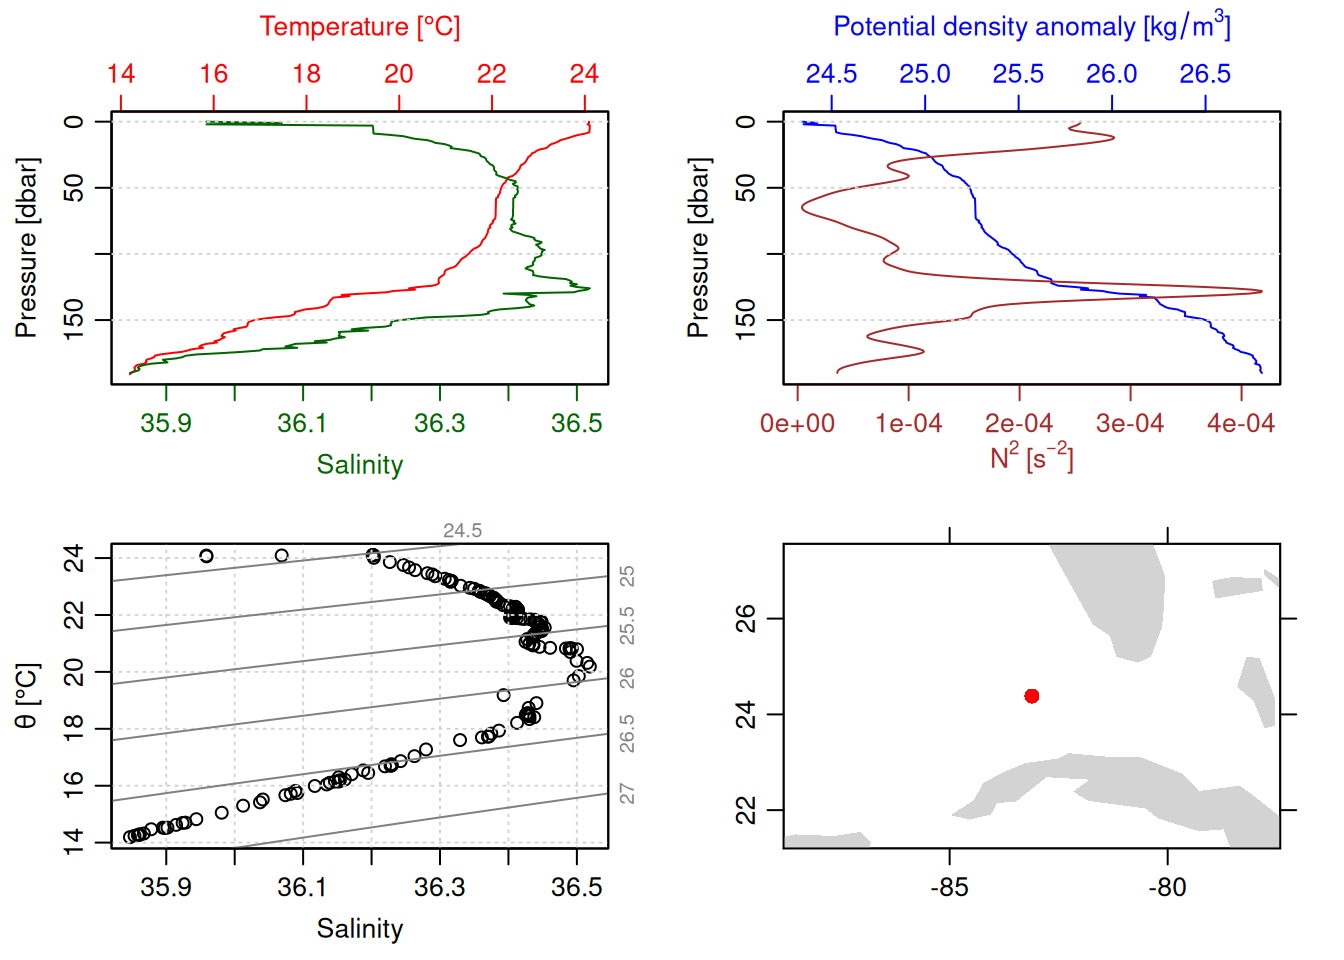 Temperature [°C]
14 16 18 20 22 24
Pressure [dbar]
0
50
150
35.9 36.1 36.3 36.5
Salinity
Potential density anomaly [kg/m³]
24.5 25.0 25.5 26.0 26.5
Pressure [dbar]
0
50
150
0e+00 1e-04 2e-04 3e-04 4e-04
N² [s⁻²]
24.5
25
25.5
26
26.5
27
θ [°C]
24
22
20
18
16
14
35.9 36.1 36.3 36.5
Salinity
26
24
22
-85 -80